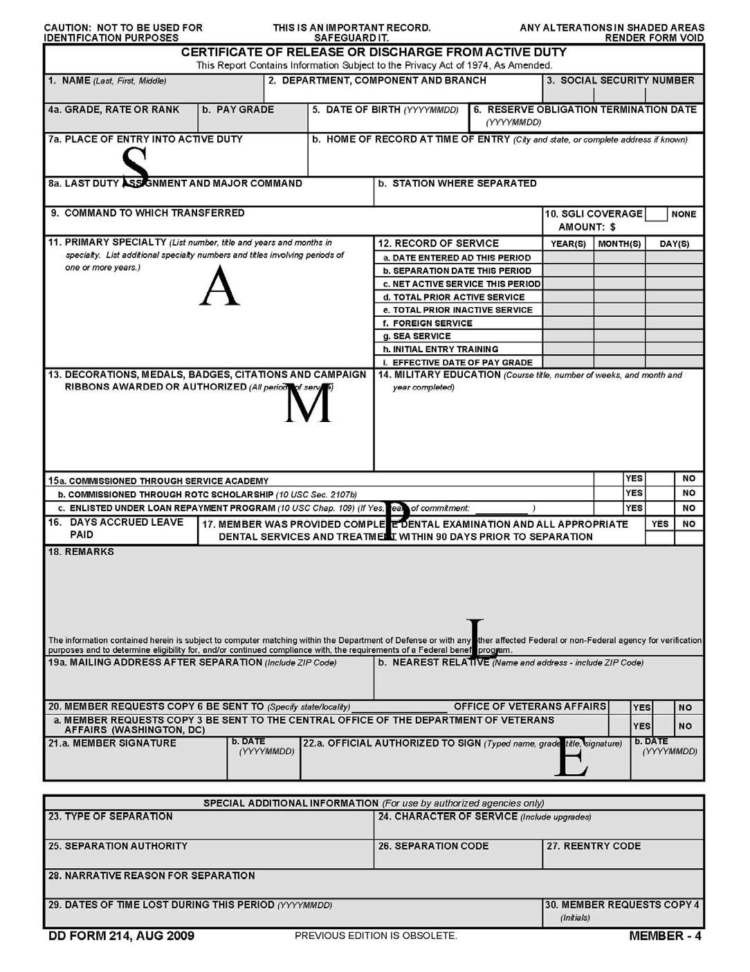 CAUTION: NOT TO BE USED FOR IDENTIFICATION PURPOSES
THIS IS AN IMPORTANT RECORD. SAFEGUARD IT.
ANY ALTERATIONS IN SHADED AREAS RENDER FORM VOID
CERTIFICATE OF RELEASE OR DISCHARGE FROM ACTIVE DUTY
This Report Contains Information Subject to the Privacy Act of 1974, As Amended.
1. NAME (Last, First, Middle)
2. DEPARTMENT, COMPONENT AND BRANCH
3. SOCIAL SECURITY NUMBER
4a. GRADE, RATE OR RANK
b. PAY GRADE
5. DATE OF BIRTH (YYYYMMDD)
6. RESERVE OBLIGATION TERMINATION DATE
(YYYYMMDD)
7a. PLACE OF ENTRY INTO ACTIVE DUTY
b. HOME OF RECORD AT TIME OF ENTRY (City and state, or complete address if known)
S
8a. LAST DUTY ASSIGNMENT AND MAJOR COMMAND
b. STATION WHERE SEPARATED
9. COMMAND TO WHICH TRANSFERRED
10. SGLI COVERAGE
NONE
AMOUNT: $
11. PRIMARY SPECIALTY (List number, title and years and months in
specialty. List additional specialty numbers and titles involving periods of
one or more years.)
A
12. RECORD OF SERVICE
YEAR(S)
MONTH(S)
DAY(S)
a. DATE ENTERED AD THIS PERIOD
b. SEPARATION DATE THIS PERIOD
c. NET ACTIVE SERVICE THIS PERIOD
d. TOTAL PRIOR ACTIVE SERVICE
e. TOTAL PRIOR INACTIVE SERVICE
f. FOREIGN SERVICE
g. SEA SERVICE
h. INITIAL ENTRY TRAINING
i. EFFECTIVE DATE OF PAY GRADE
13. DECORATIONS, MEDALS, BADGES, CITATIONS AND CAMPAIGN
RIBBONS AWARDED OR AUTHORIZED (All periods of service)
M
14. MILITARY EDUCATION (Course title, number of weeks, and month and
year completed)
15a. COMMISSIONED THROUGH SERVICE ACADEMY
YES
NO
b. COMMISSIONED THROUGH ROTC SCHOLARSHIP (10 USC Sec. 2107b)
YES
NO
c. ENLISTED UNDER LOAN REPAYMENT PROGRAM (10 USC Chap. 109) (If Yes, years of commitment: )
YES
NO
P
16. DAYS ACCRUED LEAVE
PAID
17. MEMBER WAS PROVIDED COMPLETE DENTAL EXAMINATION AND ALL APPROPRIATE
DENTAL SERVICES AND TREATMENT WITHIN 90 DAYS PRIOR TO SEPARATION
YES
NO
18. REMARKS
L
The information contained herein is subject to computer matching within the Department of Defense or with any other affected Federal or non-Federal agency for verification
purposes and to determine eligibility for, and/or continued compliance with, the requirements of a Federal benefit program.
19a. MAILING ADDRESS AFTER SEPARATION (Include ZIP Code)
b. NEAREST RELATIVE (Name and address - include ZIP Code)
20. MEMBER REQUESTS COPY 6 BE SENT TO (Specify state/locality)
OFFICE OF VETERANS AFFAIRS
YES
NO
a. MEMBER REQUESTS COPY 3 BE SENT TO THE CENTRAL OFFICE OF THE DEPARTMENT OF VETERANS
AFFAIRS (WASHINGTON, DC)
YES
NO
21.a. MEMBER SIGNATURE
b. DATE
(YYYYMMDD)
22.a. OFFICIAL AUTHORIZED TO SIGN (Typed name, grade, title, signature)
b. DATE
(YYYYMMDD)
E
SPECIAL ADDITIONAL INFORMATION (For use by authorized agencies only)
23. TYPE OF SEPARATION
24. CHARACTER OF SERVICE (Include upgrades)
25. SEPARATION AUTHORITY
26. SEPARATION CODE
27. REENTRY CODE
28. NARRATIVE REASON FOR SEPARATION
29. DATES OF TIME LOST DURING THIS PERIOD (YYYYMMDD)
30. MEMBER REQUESTS COPY 4
(Initials)
DD FORM 214, AUG 2009
PREVIOUS EDITION IS OBSOLETE.
MEMBER - 4